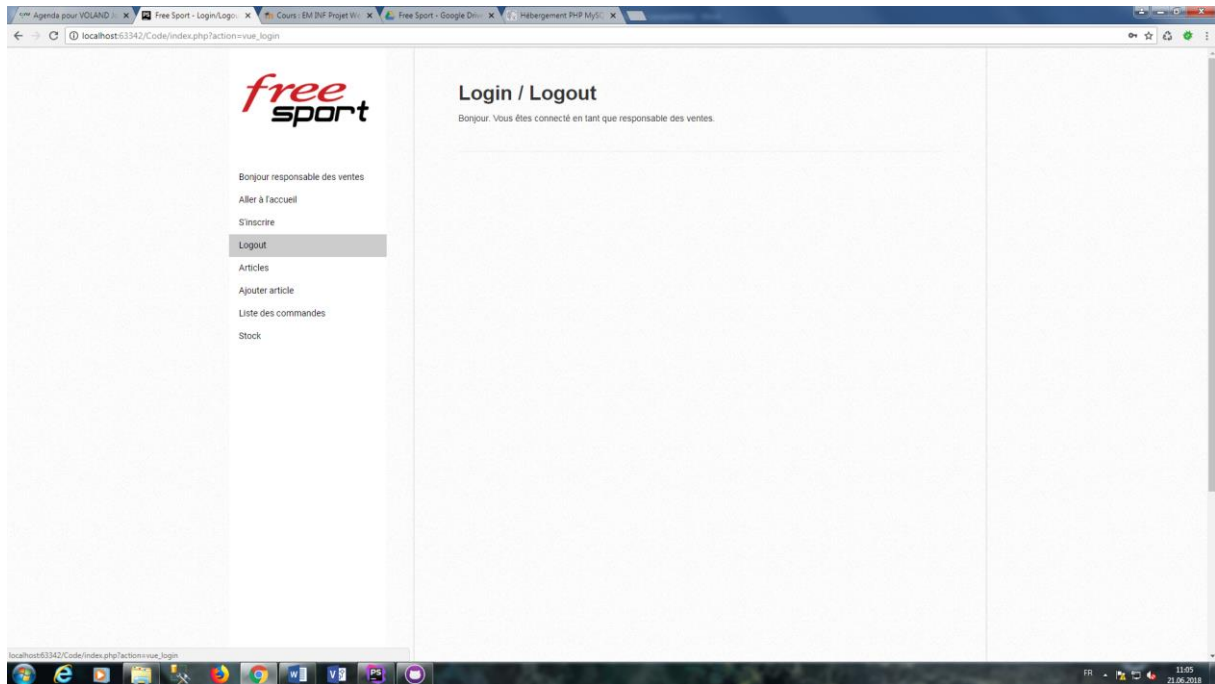 Agenda pour VOLAND
Free Sport - Login/Logou
Cours : EM INF Projet We
Free Sport - Google Driv
Hébergement PHP MySC
localhost:63342/Code/index.php?action=vue_login
free
sport
Login / Logout
Bonjour. Vous êtes connecté en tant que responsable des ventes.
Bonjour responsable des ventes
Aller à l'accueil
S'inscrire
Logout
Articles
Ajouter article
Liste des commandes
Stock
localhost:63342/Code/index.php?action=vue_login
FR
11:05
21.06.2018